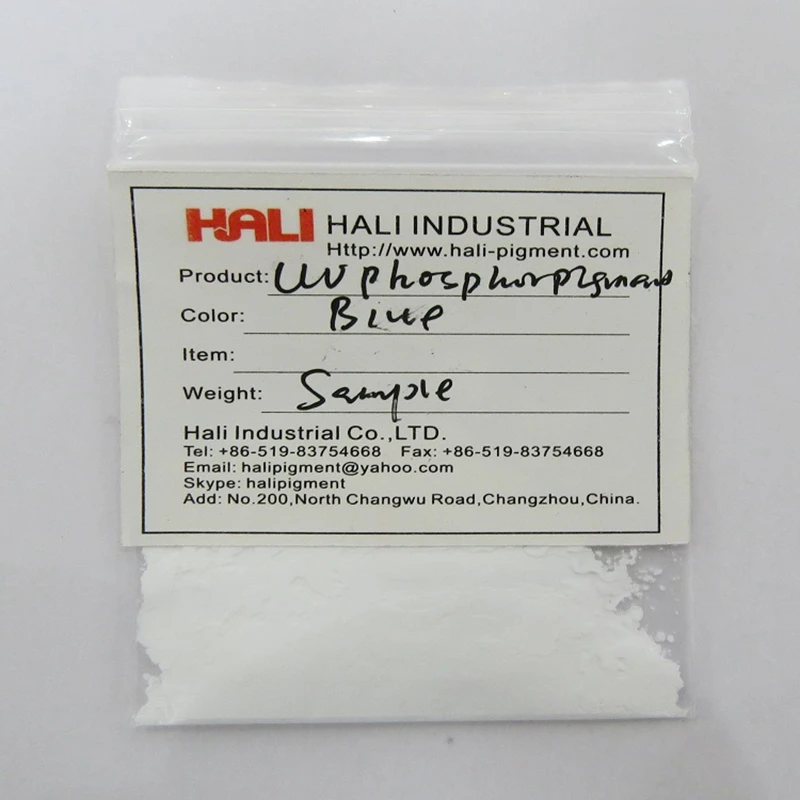 HALI HALI INDUSTRIAL
Http://www.hali-pigment.com
Product: UV phosphor pigment
Color: Blue
Item:
Weight: Sample
Hali Industrial Co.,LTD.
Tel: +86-519-83754668 Fax: +86-519-83754668
Email: halipigment@yahoo.com
Skype: halipigment
Add: No.200,North Changwu Road,Changzhou,China.